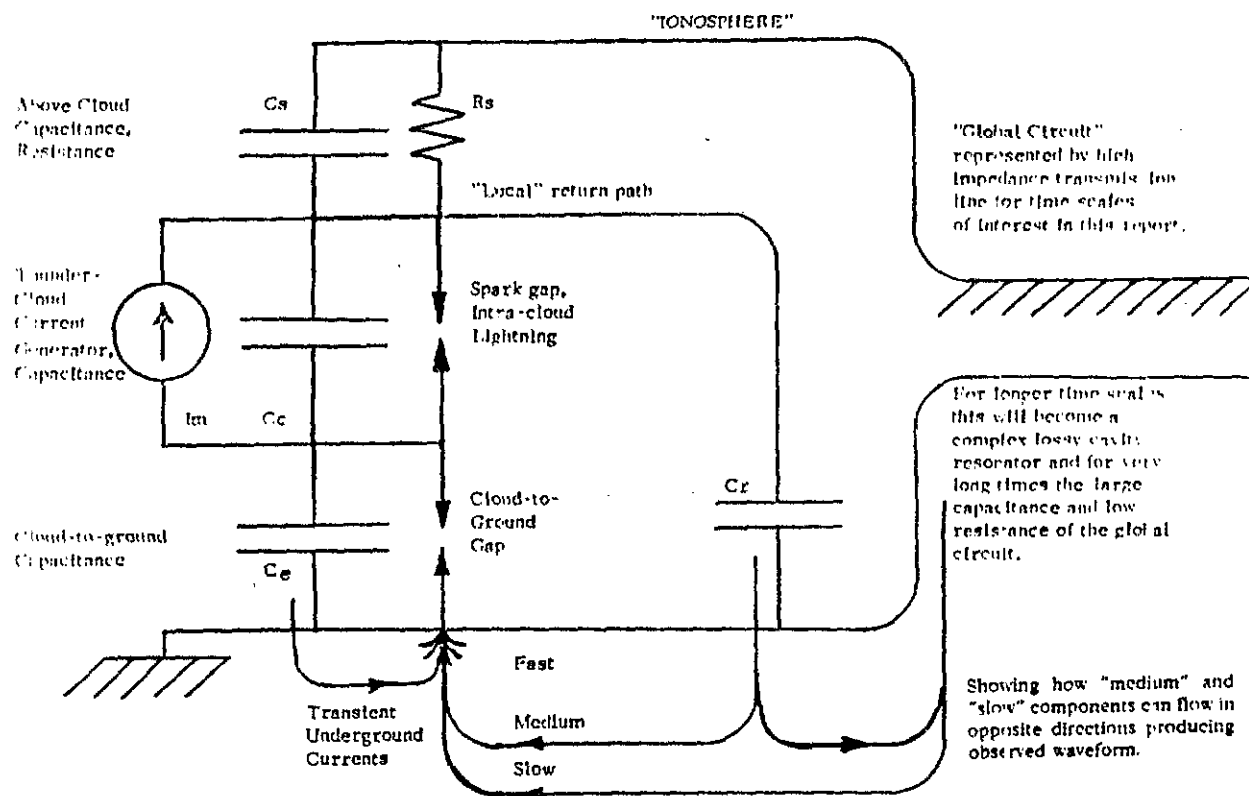 "IONOSPHERE"
Above Cloud
Capacitance,
Resistance
Cs
Rs
"Global Circuit"
represented by high
impedance transmis. ion
line for time scales
of interest in this report.
"Local" return path
Thunder-
Cloud
Current
Generator,
Capacitance
Im
Cc
Spark gap,
Intra-cloud
Lightning
For longer time scales
this will become a
complex lossy cavity
resonator and for very
long times the large
capacitance and low
resistance of the global
circuit.
Cloud-to-ground
Capacitance
Ce
Cloud-to-
Ground
Gap
Cr
Fast
Medium
Slow
Transient
Underground
Currents
Showing how "medium" and
"slow" components can flow in
opposite directions producing
observed waveform.